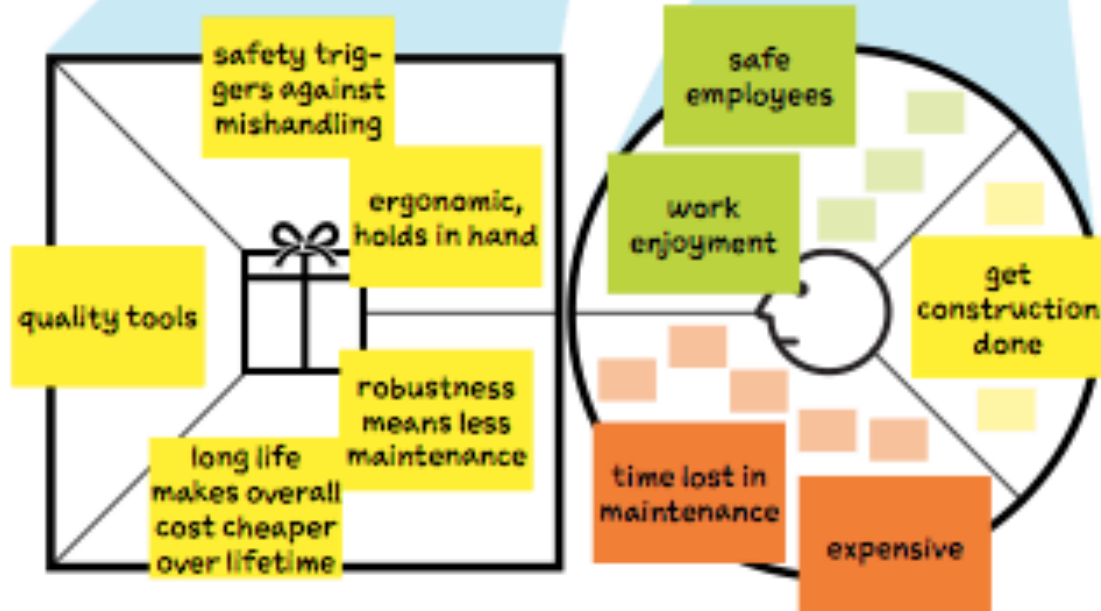 safety trig-
gers against
mishandling
ergonomic,
holds in hand
quality tools
robustness
means less
maintenance
long life
makes overall
cost cheaper
over lifetime
safe
employees
work
enjoyment
get
construction
done
time lost in
maintenance
expensive